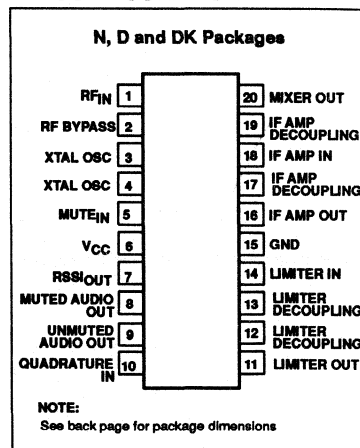 N, D and DK Packages
RFIN 1
RF BYPASS 2
XTAL OSC 3
XTAL OSC 4
MUTEIN 5
VCC 6
RSSIOUT 7
MUTED AUDIO OUT 8
UNMUTED AUDIO OUT 9
QUADRATURE IN 10
20 MIXER OUT
19 IF AMP DECOUPLING
18 IF AMP IN
17 IF AMP DECOUPLING
16 IF AMP OUT
15 GND
14 LIMITER IN
13 LIMITER DECOUPLING
12 LIMITER DECOUPLING
11 LIMITER OUT
NOTE:
See back page for package dimensions